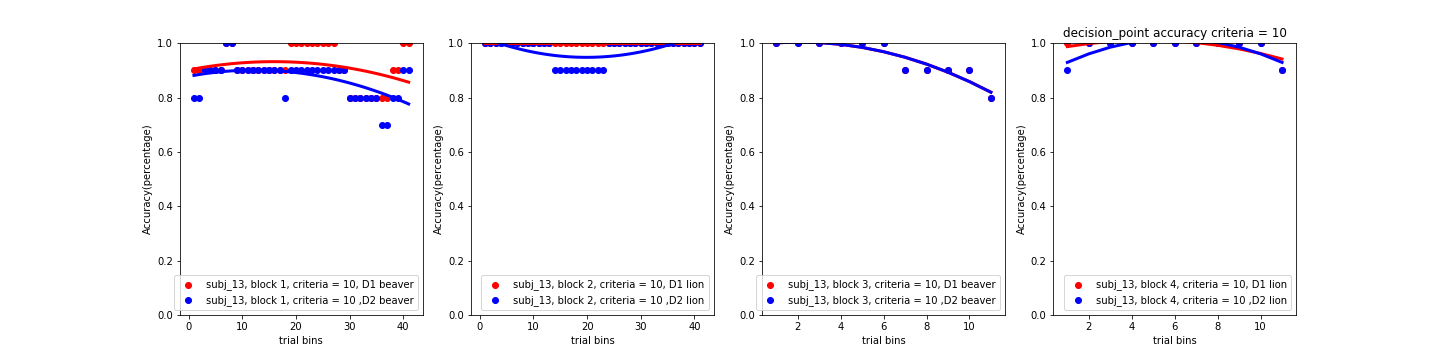 decision_point accuracy criteria = 10
1.0
0.8
0.6
0.4
0.2
0.0
Accuracy(percentage)
subj_13, block 1, criteria = 10, D1 beaver
subj_13, block 1, criteria = 10 ,D2 beaver
0 10 20 30 40
trial bins
1.0
0.8
0.6
0.4
0.2
0.0
Accuracy(percentage)
subj_13, block 2, criteria = 10, D1 lion
subj_13, block 2, criteria = 10 ,D2 lion
0 10 20 30 40
trial bins
1.0
0.8
0.6
0.4
0.2
0.0
Accuracy(percentage)
subj_13, block 3, criteria = 10, D1 beaver
subj_13, block 3, criteria = 10 ,D2 beaver
2 4 6 8 10
trial bins
1.0
0.8
0.6
0.4
0.2
0.0
Accuracy(percentage)
subj_13, block 4, criteria = 10, D1 lion
subj_13, block 4, criteria = 10 ,D2 lion
2 4 6 8 10
trial bins